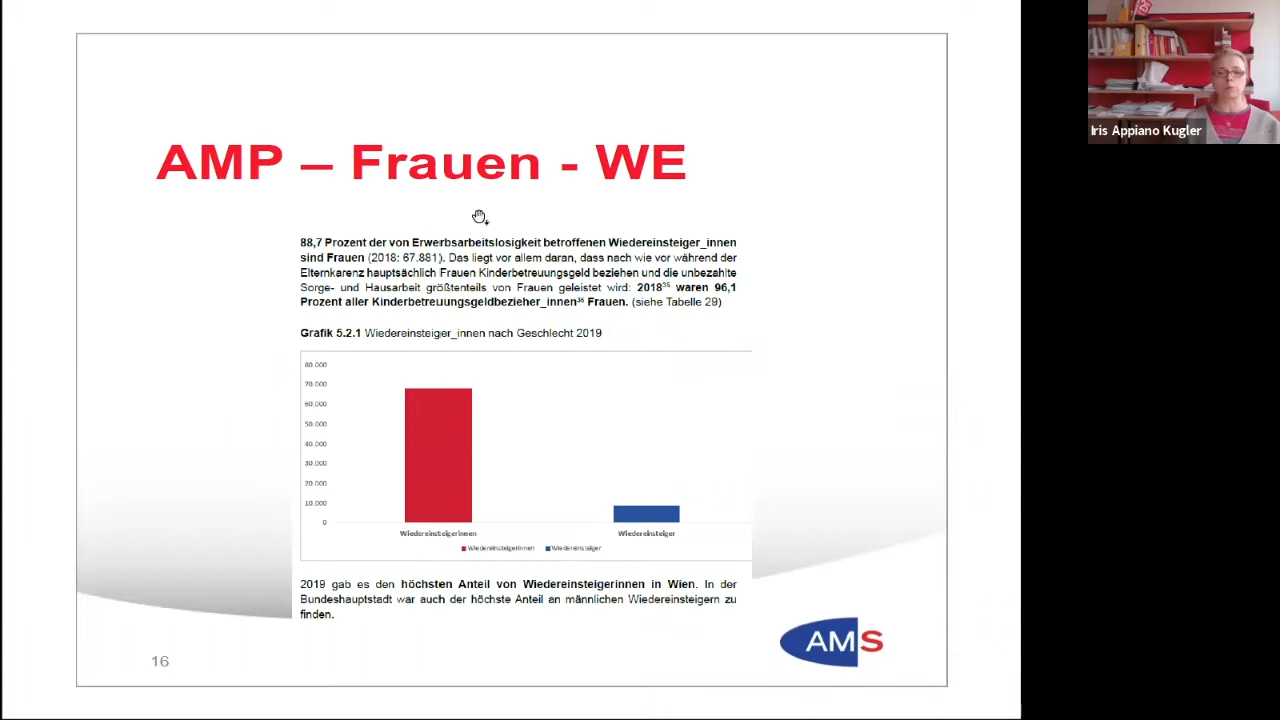 AMP – Frauen - WE
88,7 Prozent der von Erwerbsarbeitslosigkeit betroffenen Wiedereinsteiger_innen
sind Frauen (2018: 67.881). Das liegt vor allem daran, dass nach wie vor während der
Elternkarenz hauptsächlich Frauen Kinderbetreuungsgeld beziehen und die unbezahlte
Sorge- und Hausarbeit größtenteils von Frauen geleistet wird: 2018³⁵ waren 96,1
Prozent aller Kinderbetreuungsgeldbezieher_innen³⁶ Frauen. (siehe Tabelle 29)
Grafik 5.2.1 Wiedereinsteiger_innen nach Geschlecht 2019
80.000
70.000
60.000
50.000
40.000
30.000
20.000
10.000
0
WiedereinsteigerInnen Wiedereinsteiger
WiedereinsteigerInnen Wiedereinsteiger
2019 gab es den höchsten Anteil von Wiedereinsteigerinnen in Wien. In der
Bundeshauptstadt war auch der höchste Anteil an männlichen Wiedereinsteigern zu
finden.
AMS
16
Iris Appiano Kugler